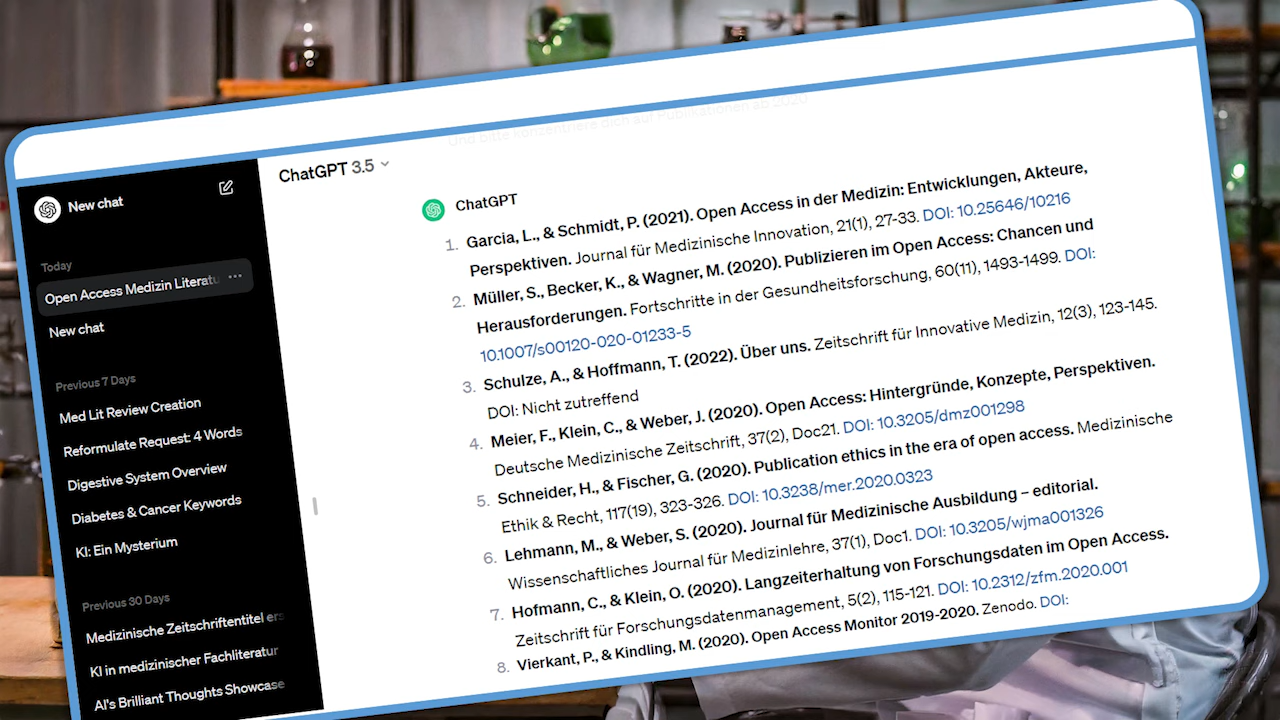 Und bitte konzentriere dich auf Publikationen ab 2020
ChatGPT 3.5
New chat
Today
Open Access Medizin Literatu
New chat
Previous 7 Days
Med Lit Review Creation
Reformulate Request: 4 Words
Digestive System Overview
Diabetes & Cancer Keywords
KI: Ein Mysterium
Previous 30 Days
Medizinische Zeitschriftentitel ers
KI in medizinischer Fachliteratur
AI's Brilliant Thoughts Showcase
ChatGPT
1. Garcia, L., & Schmidt, P. (2021). Open Access in der Medizin: Entwicklungen, Akteure,
Perspektiven. Journal für Medizinische Innovation, 21(1), 27-33. DOI: 10.25646/10216
2. Müller, S., Becker, K., & Wagner, M. (2020). Publizieren im Open Access: Chancen und
Herausforderungen. Fortschritte in der Gesundheitsforschung, 60(11), 1493-1499. DOI:
10.1007/s00120-020-01233-5
3. Schulze, A., & Hoffmann, T. (2022). Über uns. Zeitschrift für Innovative Medizin, 12(3), 123-145.
DOI: Nicht zutreffend
4. Meier, F., Klein, C., & Weber, J. (2020). Open Access: Hintergründe, Konzepte, Perspektiven.
Deutsche Medizinische Zeitschrift, 37(2), Doc21. DOI: 10.3205/dmz001298
5. Schneider, H., & Fischer, G. (2020). Publication ethics in the era of open access. Medizinische
Ethik & Recht, 117(19), 323-326. DOI: 10.3238/mer.2020.0323
6. Lehmann, M., & Weber, S. (2020). Journal für Medizinische Ausbildung – editorial.
Wissenschaftliches Journal für Medizinlehre, 37(1), Doc1. DOI: 10.3205/wjma001326
7. Hofmann, C., & Klein, O. (2020). Langzeiterhaltung von Forschungsdaten im Open Access.
Zeitschrift für Forschungsdatenmanagement, 5(2), 115-121. DOI: 10.2312/zfm.2020.001
8. Vierkant, P., & Kindling, M. (2020). Open Access Monitor 2019-2020. Zenodo. DOI: